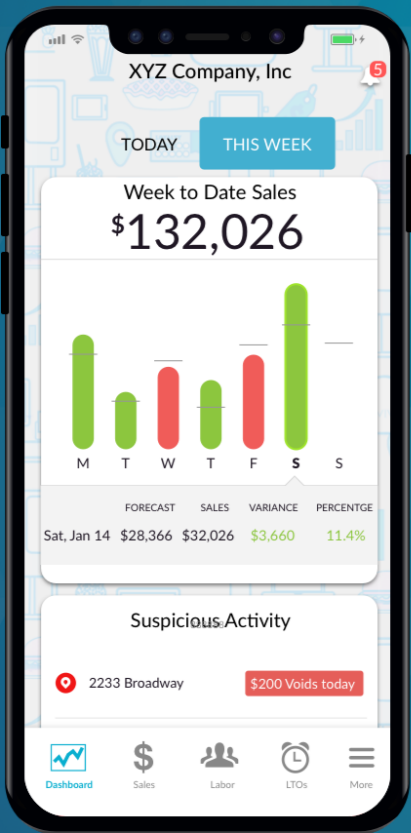 XYZ Company, Inc
5
TODAY THIS WEEK
Week to Date Sales
$132,026
M T W T F S S
FORECAST SALES VARIANCE PERCENTGE
Sat, Jan 14 $28,366 $32,026 $3,660 11.4%
Suspicious Activity
2233 Broadway $200 Voids today
Dashboard Sales Labor LTOs More